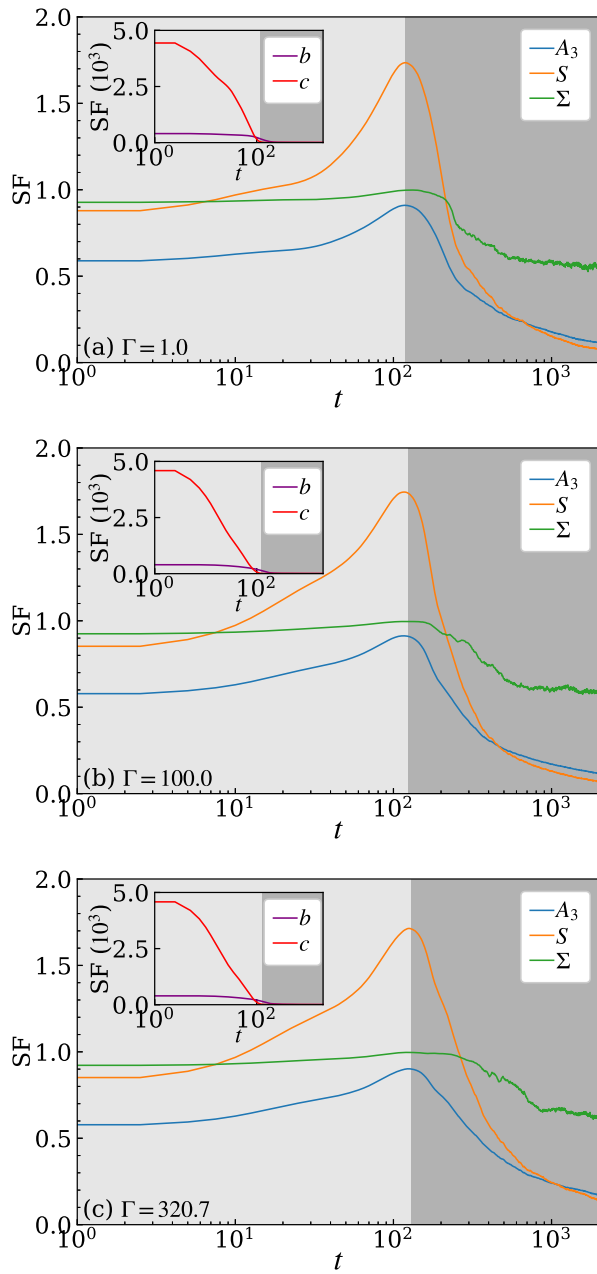 2.0
1.5
1.0
0.5
0.0
SF
SF (10³)
5.0
2.5
0.0
10⁰
10²
t
b
c
A₃
S
Σ
(a) Γ = 1.0
10⁰
10¹
10²
10³
t
2.0
1.5
1.0
0.5
0.0
SF
SF (10³)
5.0
2.5
0.0
10⁰
10²
t
b
c
A₃
S
Σ
(b) Γ = 100.0
10⁰
10¹
10²
10³
t
2.0
1.5
1.0
0.5
0.0
SF
SF (10³)
5.0
2.5
0.0
10⁰
10²
t
b
c
A₃
S
Σ
(c) Γ = 320.7
10⁰
10¹
10²
10³
t